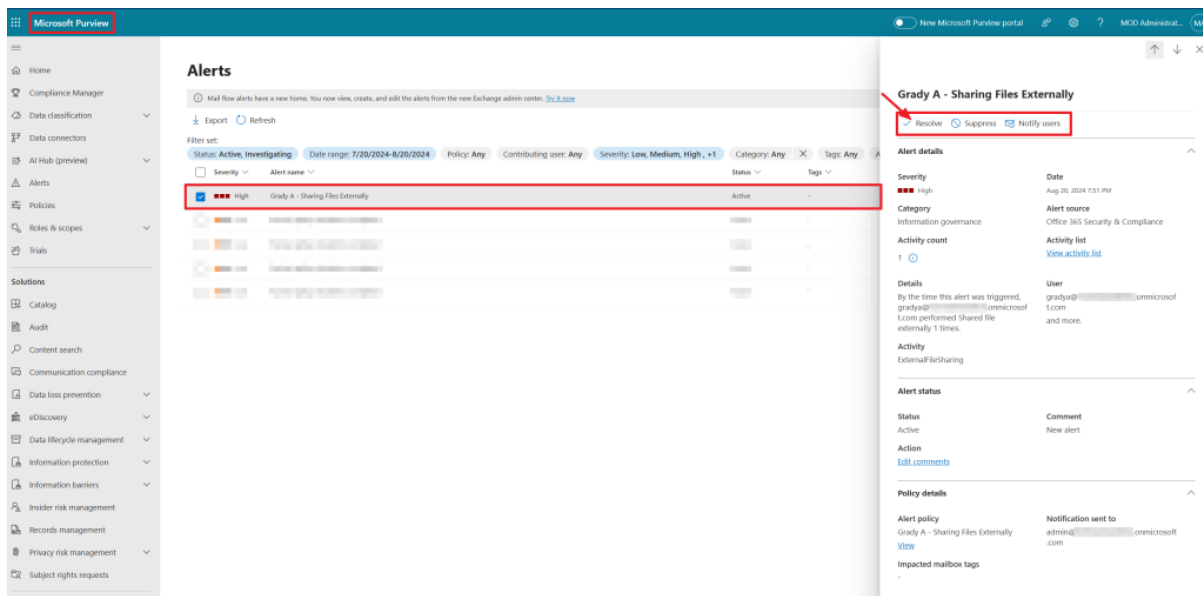 Microsoft Purview
New Microsoft Purview portal
MOD Administrat...
Home
Compliance Manager
Data classification
Data connectors
AI Hub (preview)
Alerts
Policies
Roles & scopes
Trials
Solutions
Catalog
Audit
Content search
Communication compliance
Data loss prevention
eDiscovery
Data lifecycle management
Information protection
Information barriers
Insider risk management
Records management
Privacy risk management
Subject rights requests
Alerts
Mail flow alerts have a new home. You now view, create, and edit the alerts from the new Exchange admin center. Try it now
Export Refresh
Filter set:
Status: Active, Investigating Date range: 7/20/2024-8/20/2024 Policy: Any Contributing user: Any Severity: Low, Medium, High , +1 Category: Any Tags: Any
Severity Alert name Status Tags
High Grady A - Sharing Files Externally Active -
Grady A - Sharing Files Externally
Resolve Suppress Notify users
Alert details
Severity Date
High Aug 20, 2024 7:51 PM
Category Alert source
Information governance Office 365 Security & Compliance
Activity count Activity list
1 View activity list
Details User
By the time this alert was triggered, gradya@ onmicrosof
gradya@ onmicrosof t.com
t.com performed Shared file and more.
externally 1 times.
Activity
ExternalFileSharing
Alert status
Status Comment
Active New alert
Action
Edit comments
Policy details
Alert policy Notification sent to
Grady A - Sharing Files Externally admin@ onmicrosoft
View .com
Impacted mailbox tags
-